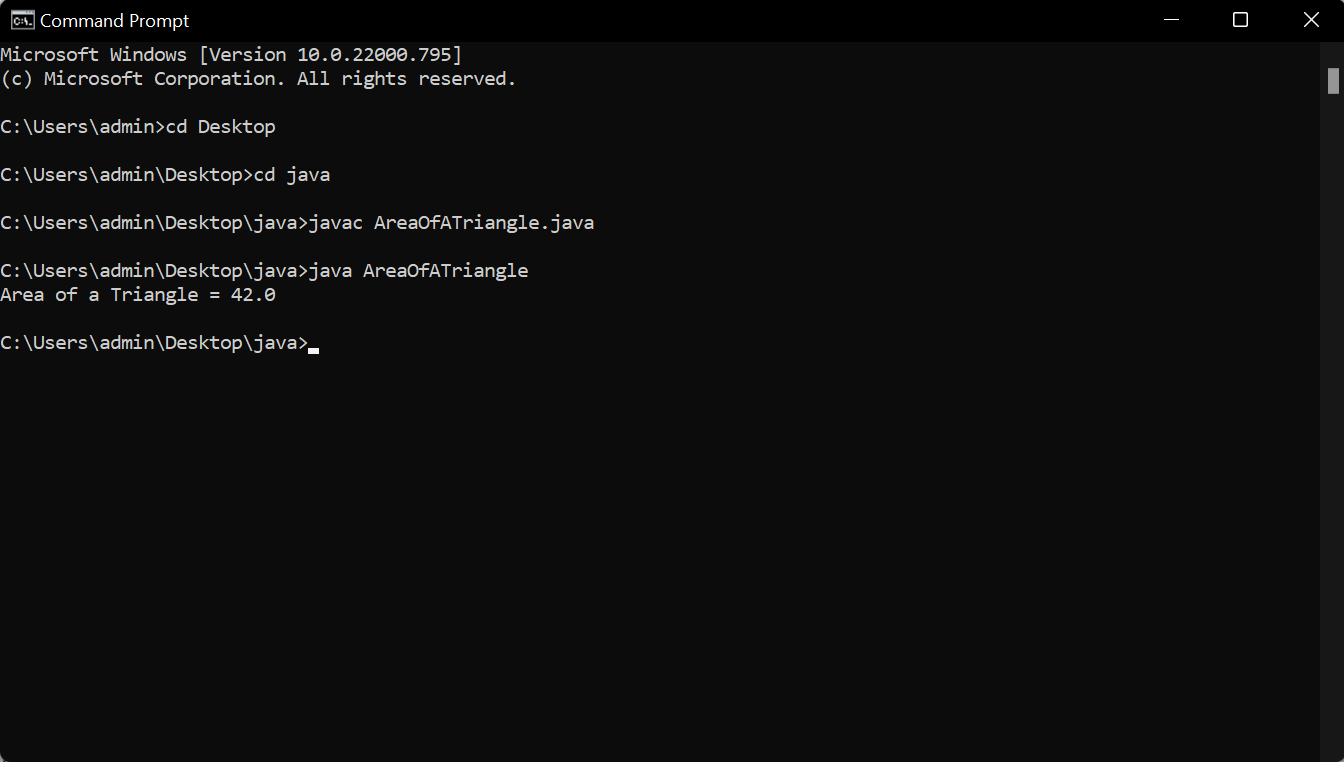 Command Prompt
Microsoft Windows [Version 10.0.22000.795]
(c) Microsoft Corporation. All rights reserved.
C:\Users\admin>cd Desktop
C:\Users\admin\Desktop>cd java
C:\Users\admin\Desktop\java>javac AreaOfATriangle.java
C:\Users\admin\Desktop\java>java AreaOfATriangle
Area of a Triangle = 42.0
C:\Users\admin\Desktop\java>